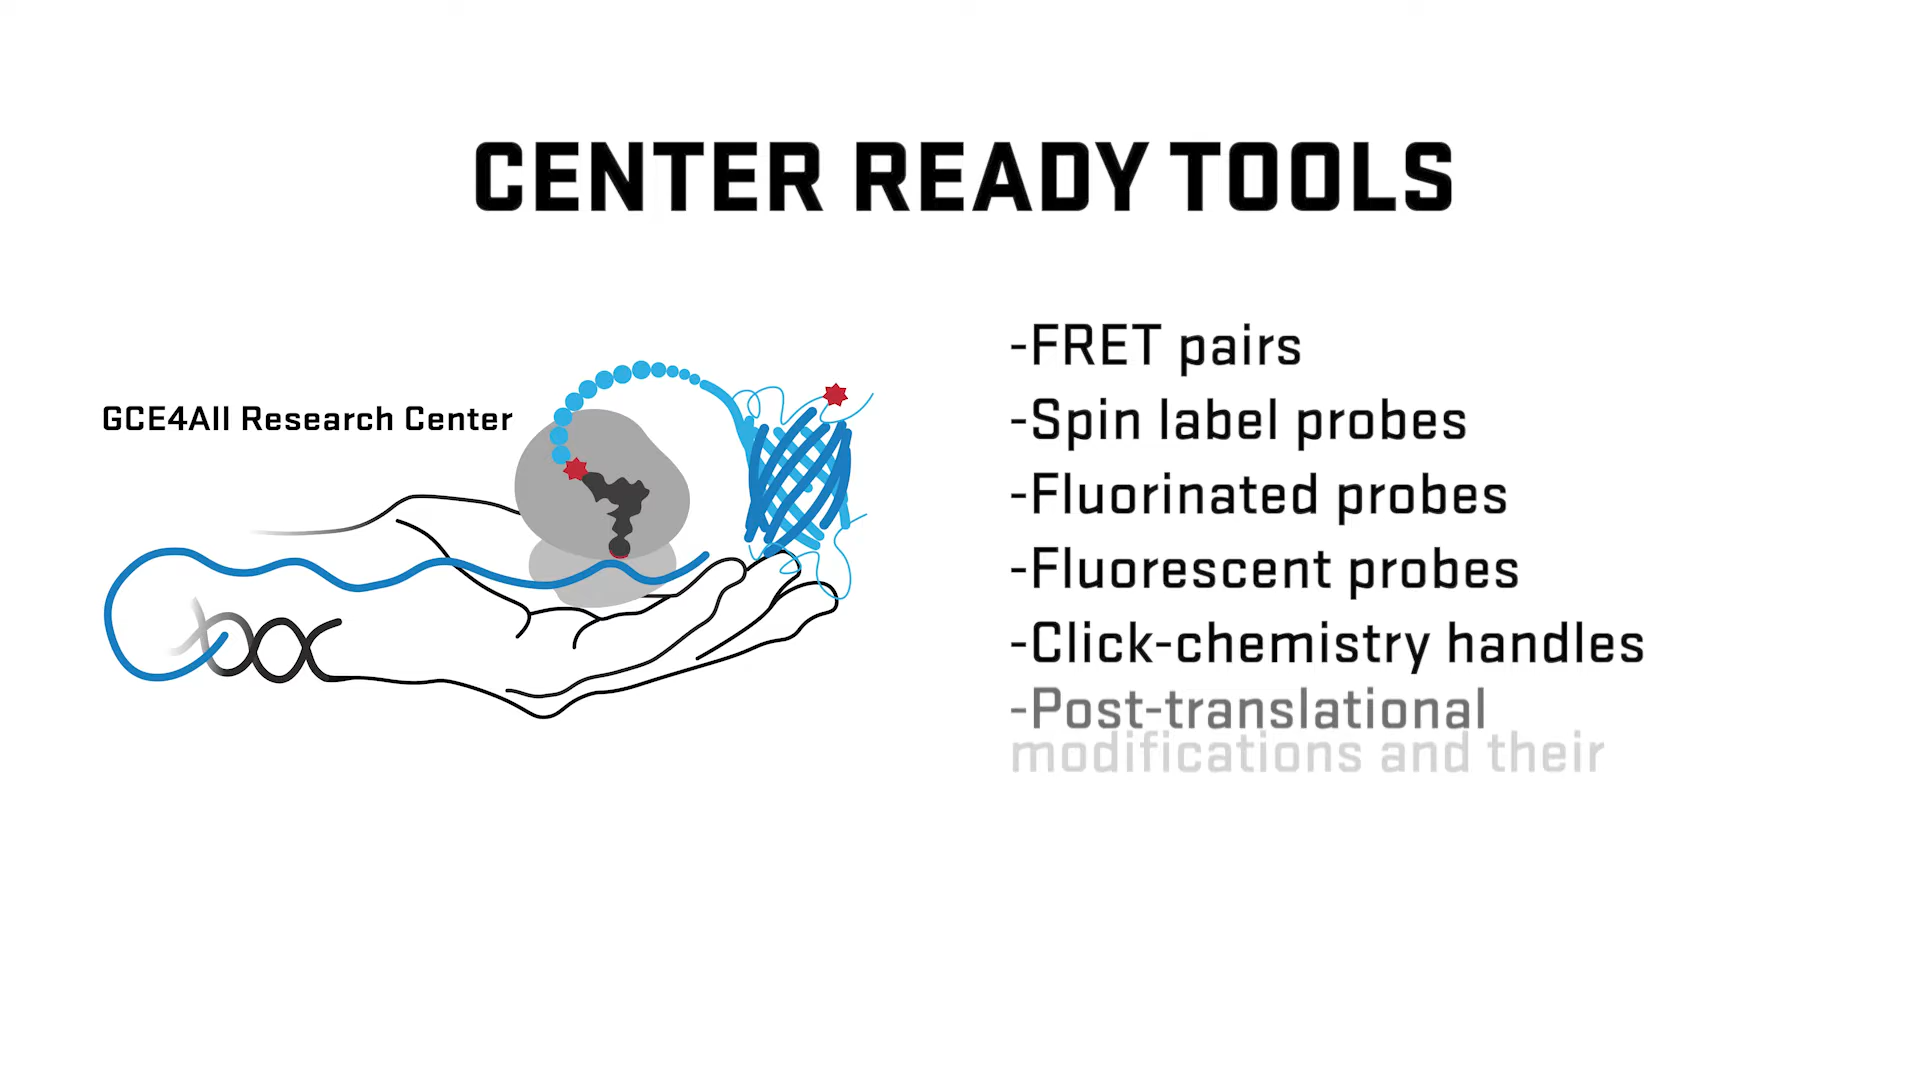 CENTER READY TOOLS
GCE4All Research Center
-FRET pairs
-Spin label probes
-Fluorinated probes
-Fluorescent probes
-Click-chemistry handles
-Post-translational
modifications and their